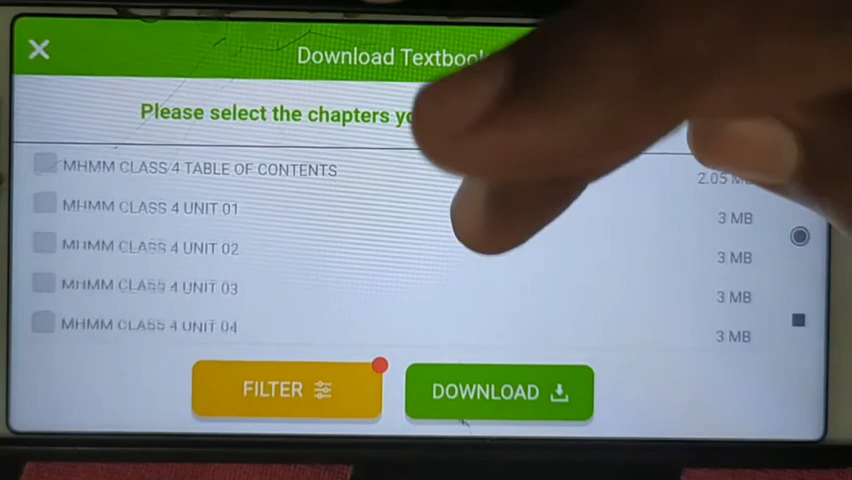 Download Textbook
Please select the chapters
MHMM CLASS 4 TABLE OF CONTENTS 2.05 MB
MHMM CLASS 4 UNIT 01 3 MB
MHMM CLASS 4 UNIT 02 3 MB
MHMM CLASS 4 UNIT 03 3 MB
MHMM CLASS 4 UNIT 04 3 MB
FILTER DOWNLOAD